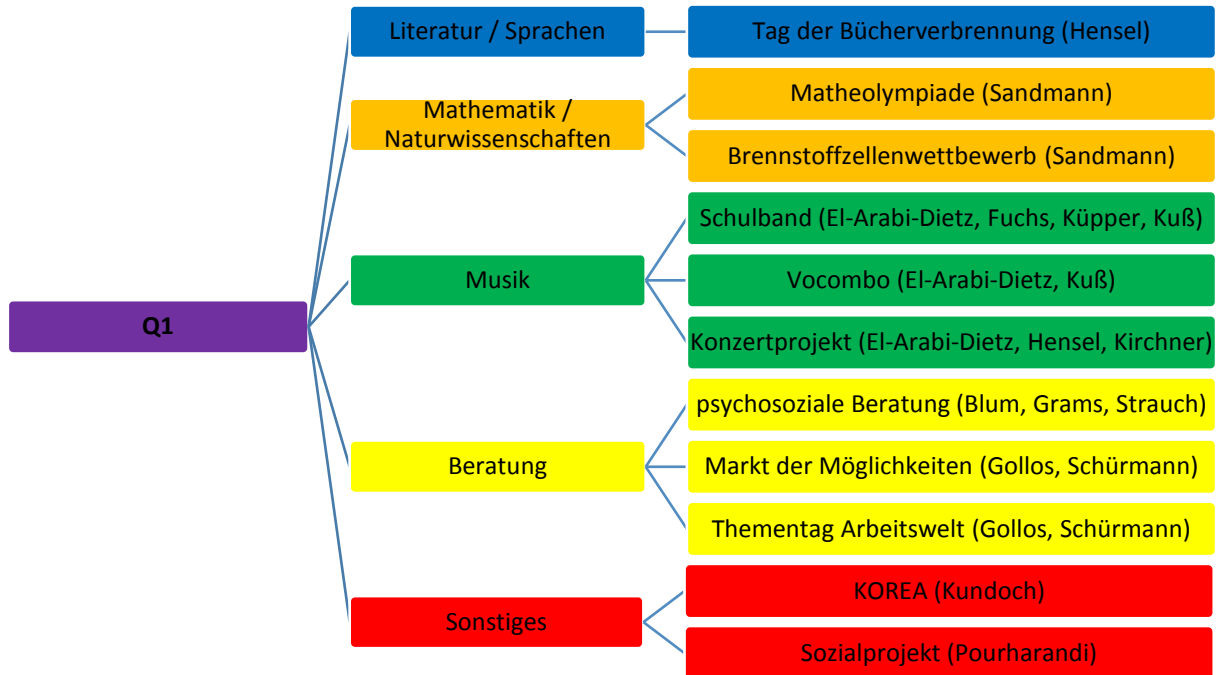 Q1
Literatur / Sprachen
Tag der Bücherverbrennung (Hensel)
Mathematik /
Naturwissenschaften
Matheolympiade (Sandmann)
Brennstoffzellenwettbewerb (Sandmann)
Musik
Schulband (El-Arabi-Dietz, Fuchs, Küpper, Kuß)
Vocombo (El-Arabi-Dietz, Kuß)
Konzertprojekt (El-Arabi-Dietz, Hensel, Kirchner)
Beratung
psychosoziale Beratung (Blum, Grams, Strauch)
Markt der Möglichkeiten (Gollos, Schürmann)
Thementag Arbeitswelt (Gollos, Schürmann)
Sonstiges
KOREA (Kundoch)
Sozialprojekt (Pourharandi)